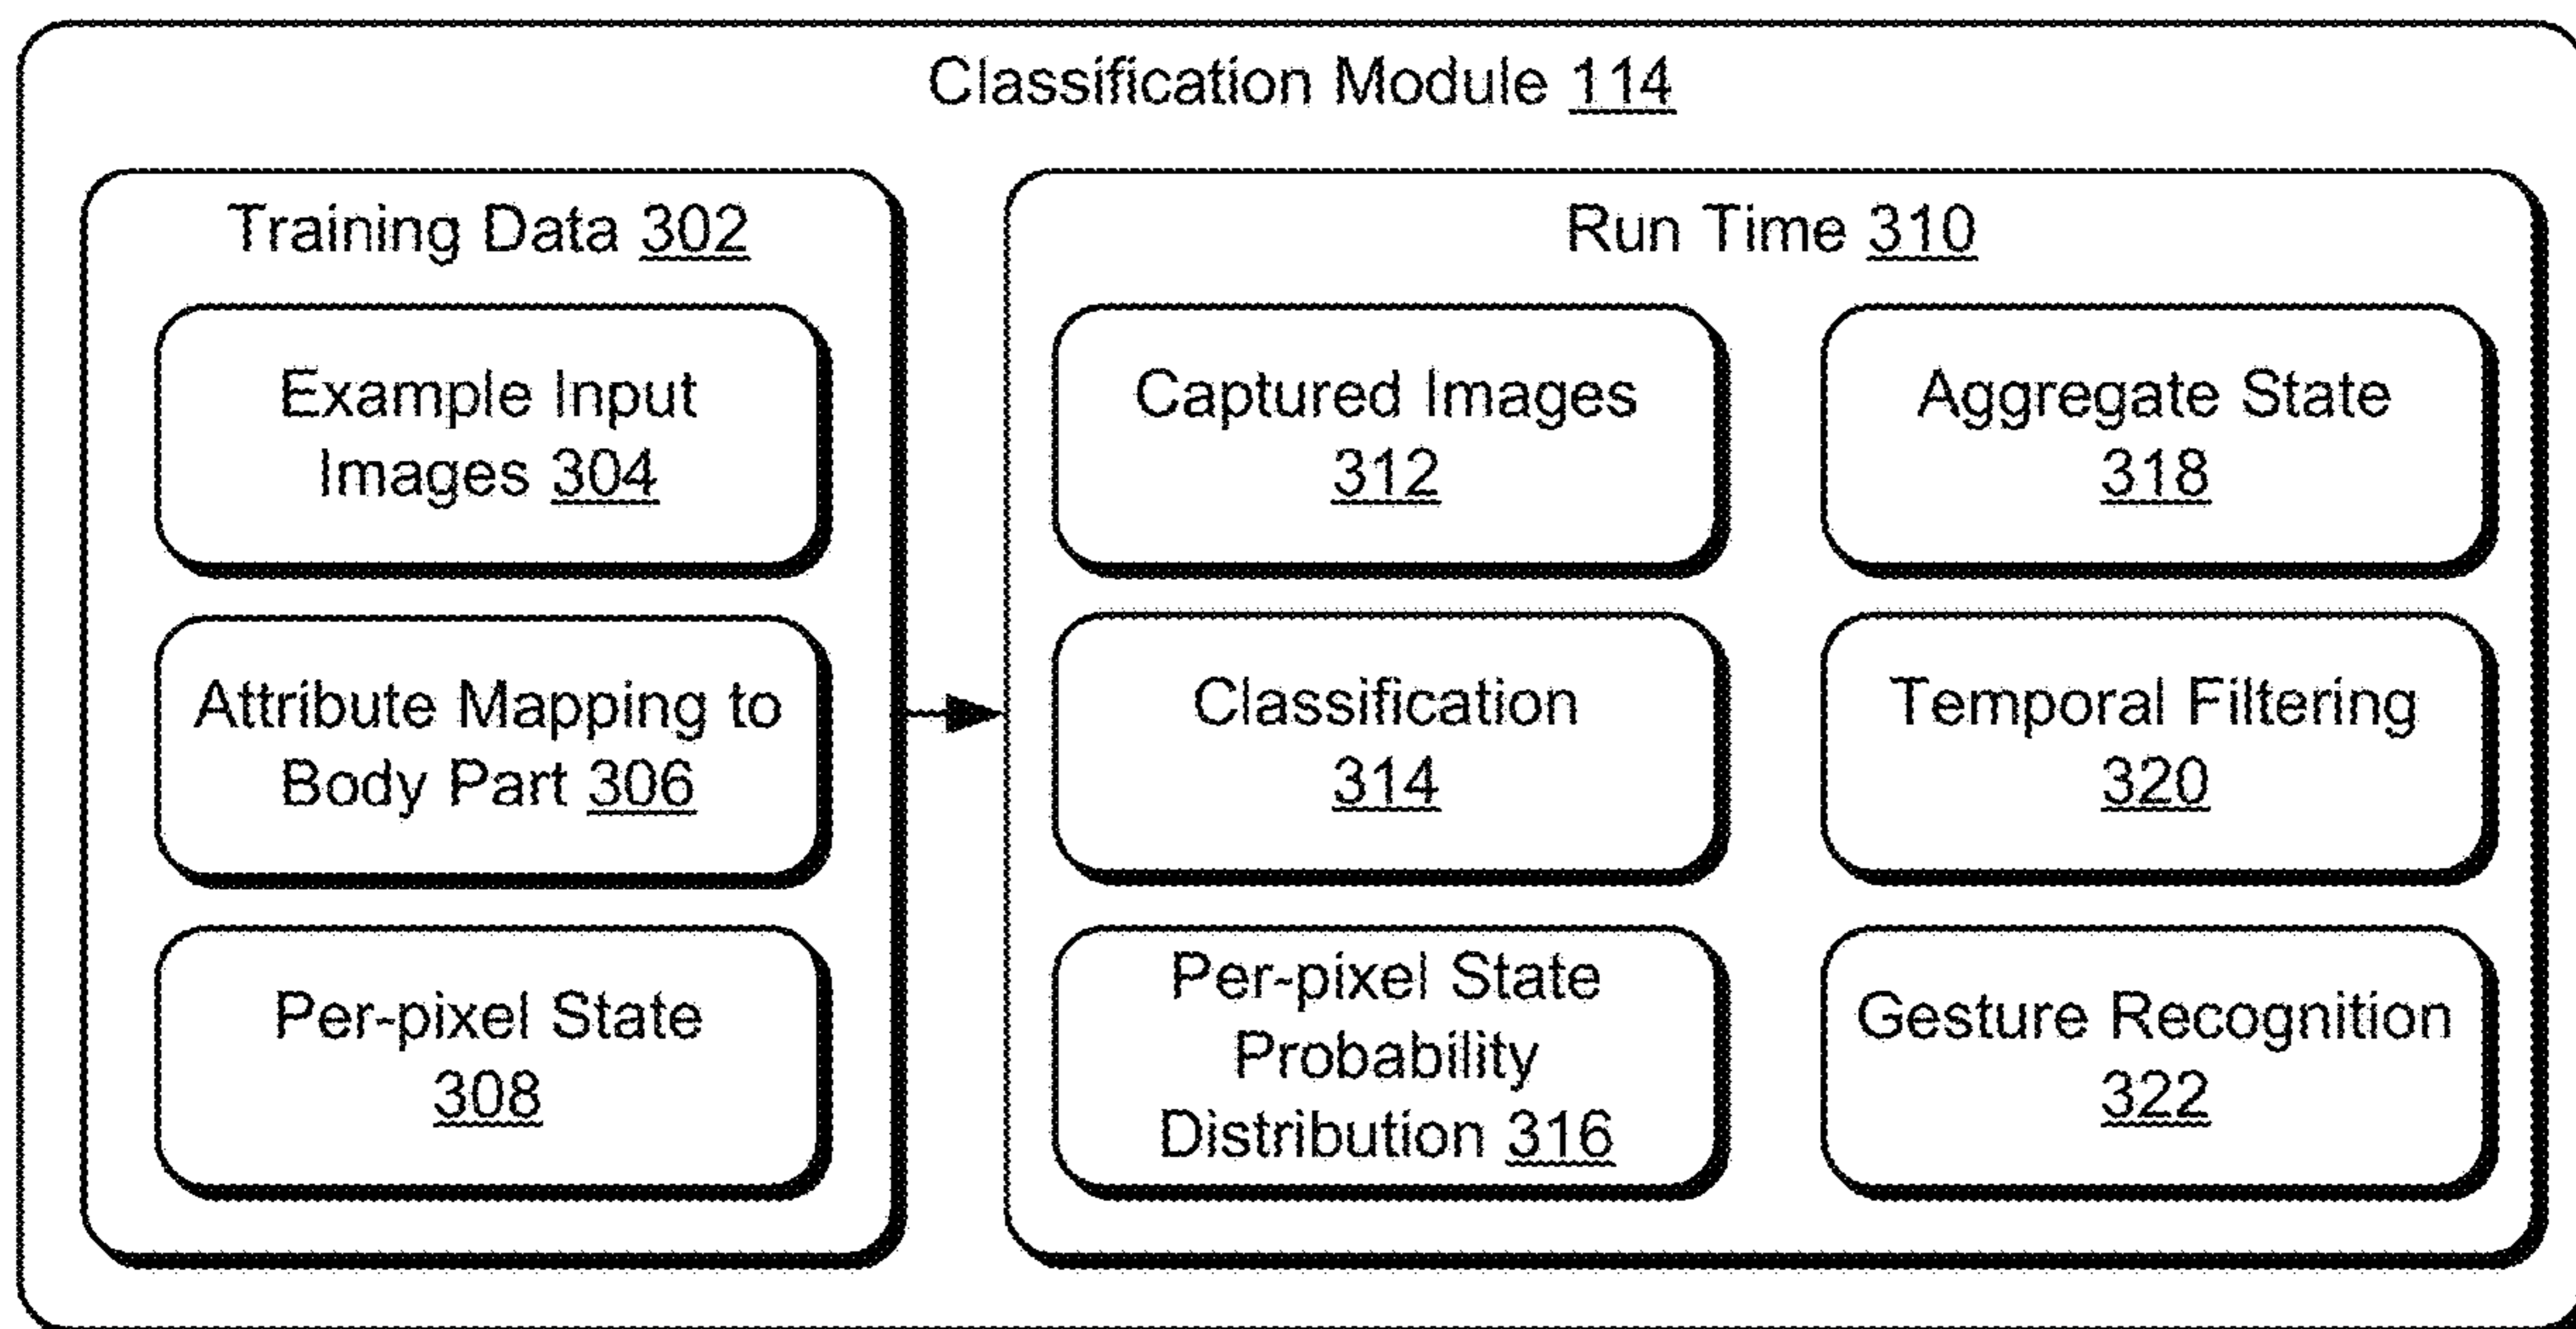 Classification Module 114
Training Data 302
Example Input
Images 304
Attribute Mapping to
Body Part 306
Per-pixel State
308
Run Time 310
Captured Images
312
Classification
314
Per-pixel State
Probability
Distribution 316
Aggregate State
318
Temporal Filtering
320
Gesture Recognition
322